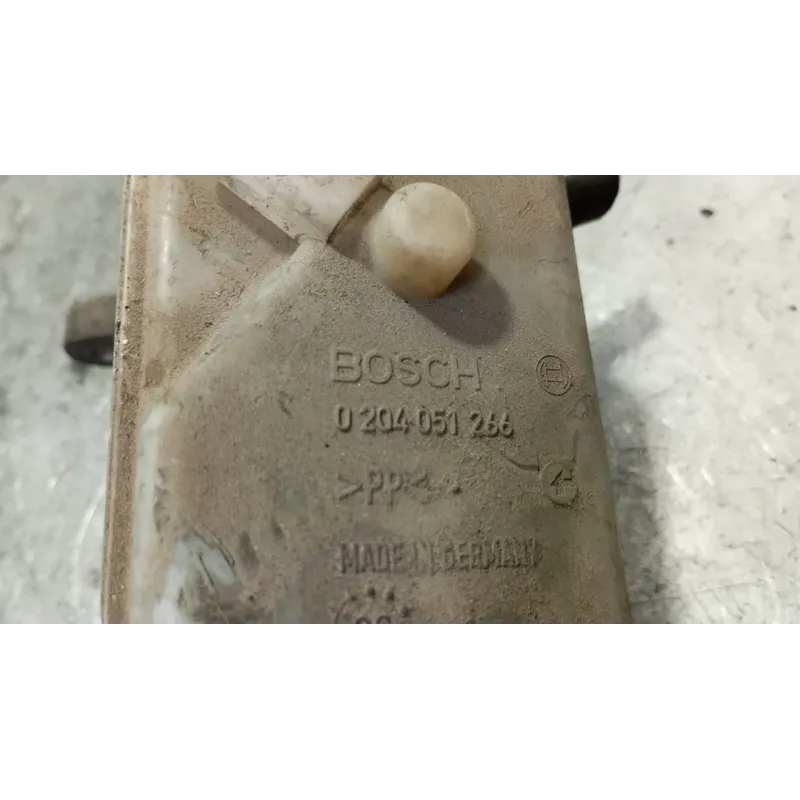 BOSCH
0 204 051 266
>PP<
MADE IN GERMANY